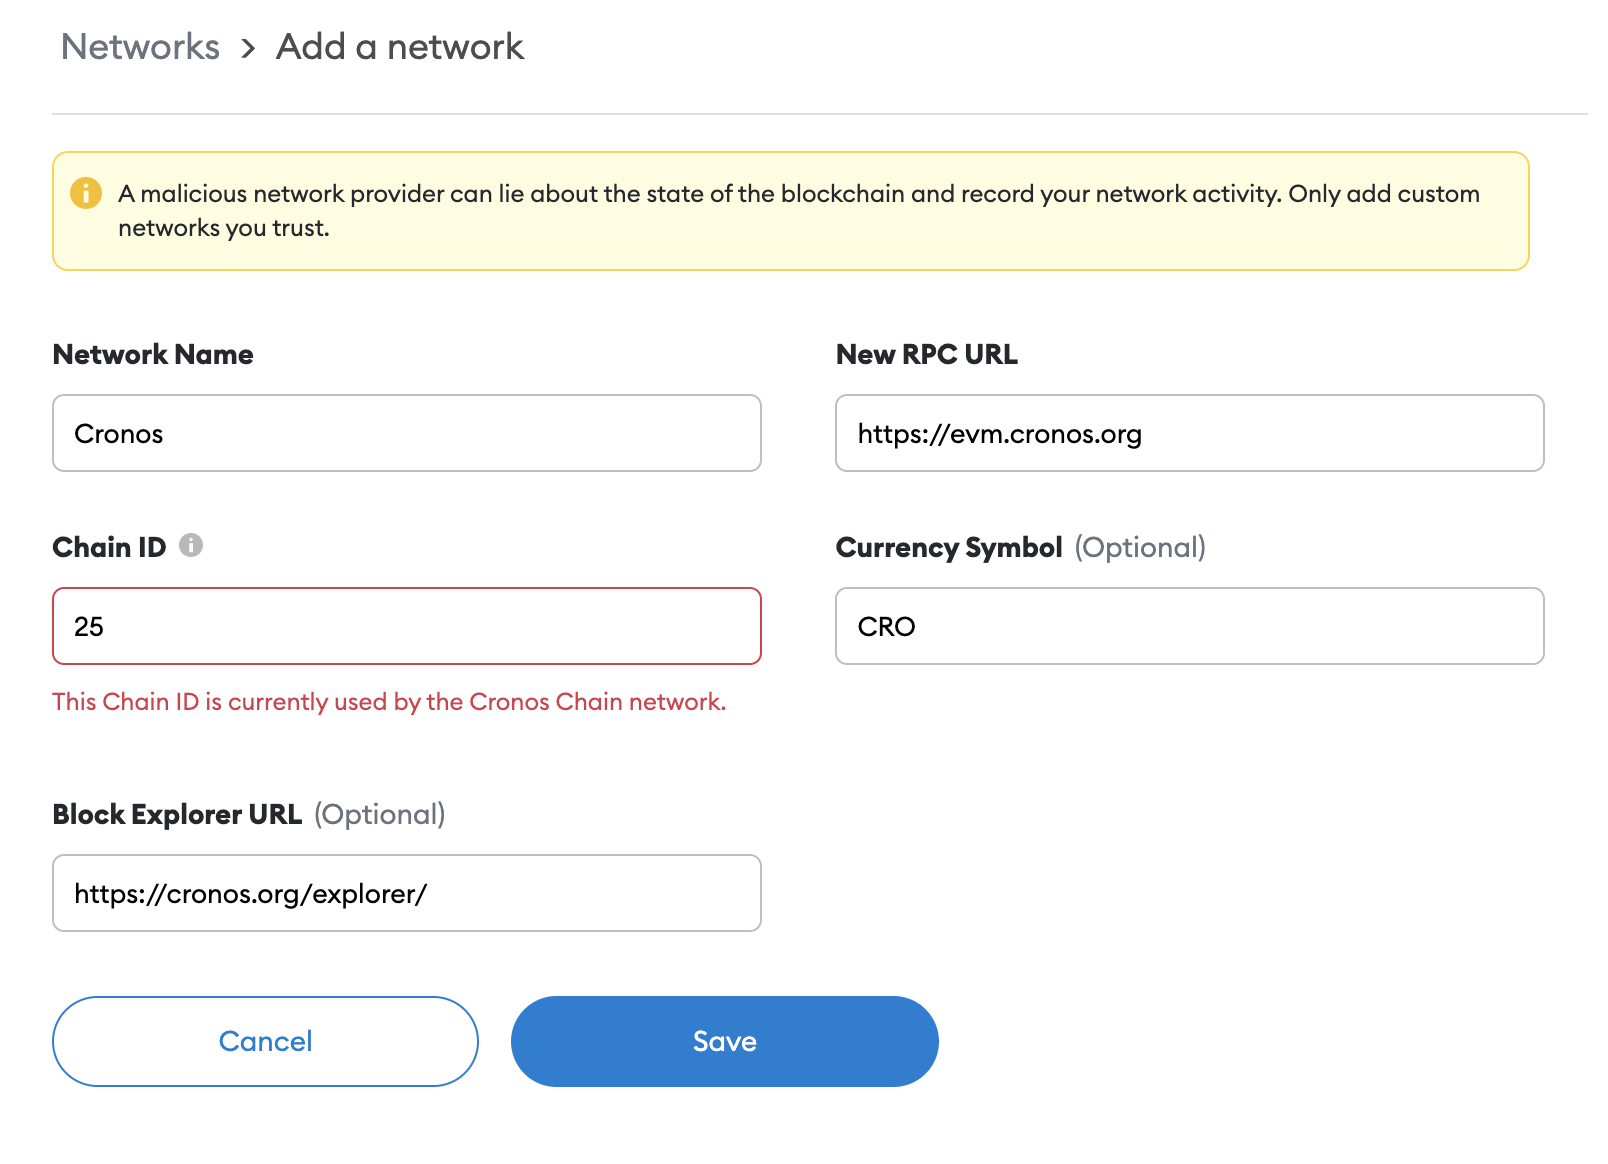 Networks > Add a network
A malicious network provider can lie about the state of the blockchain and record your network activity. Only add custom
networks you trust.
Network Name
New RPC URL
Cronos
https://evm.cronos.org
Chain ID
Currency Symbol (Optional)
25
CRO
This Chain ID is currently used by the Cronos Chain network.
Block Explorer URL (Optional)
https://cronos.org/explorer/
Cancel
Save